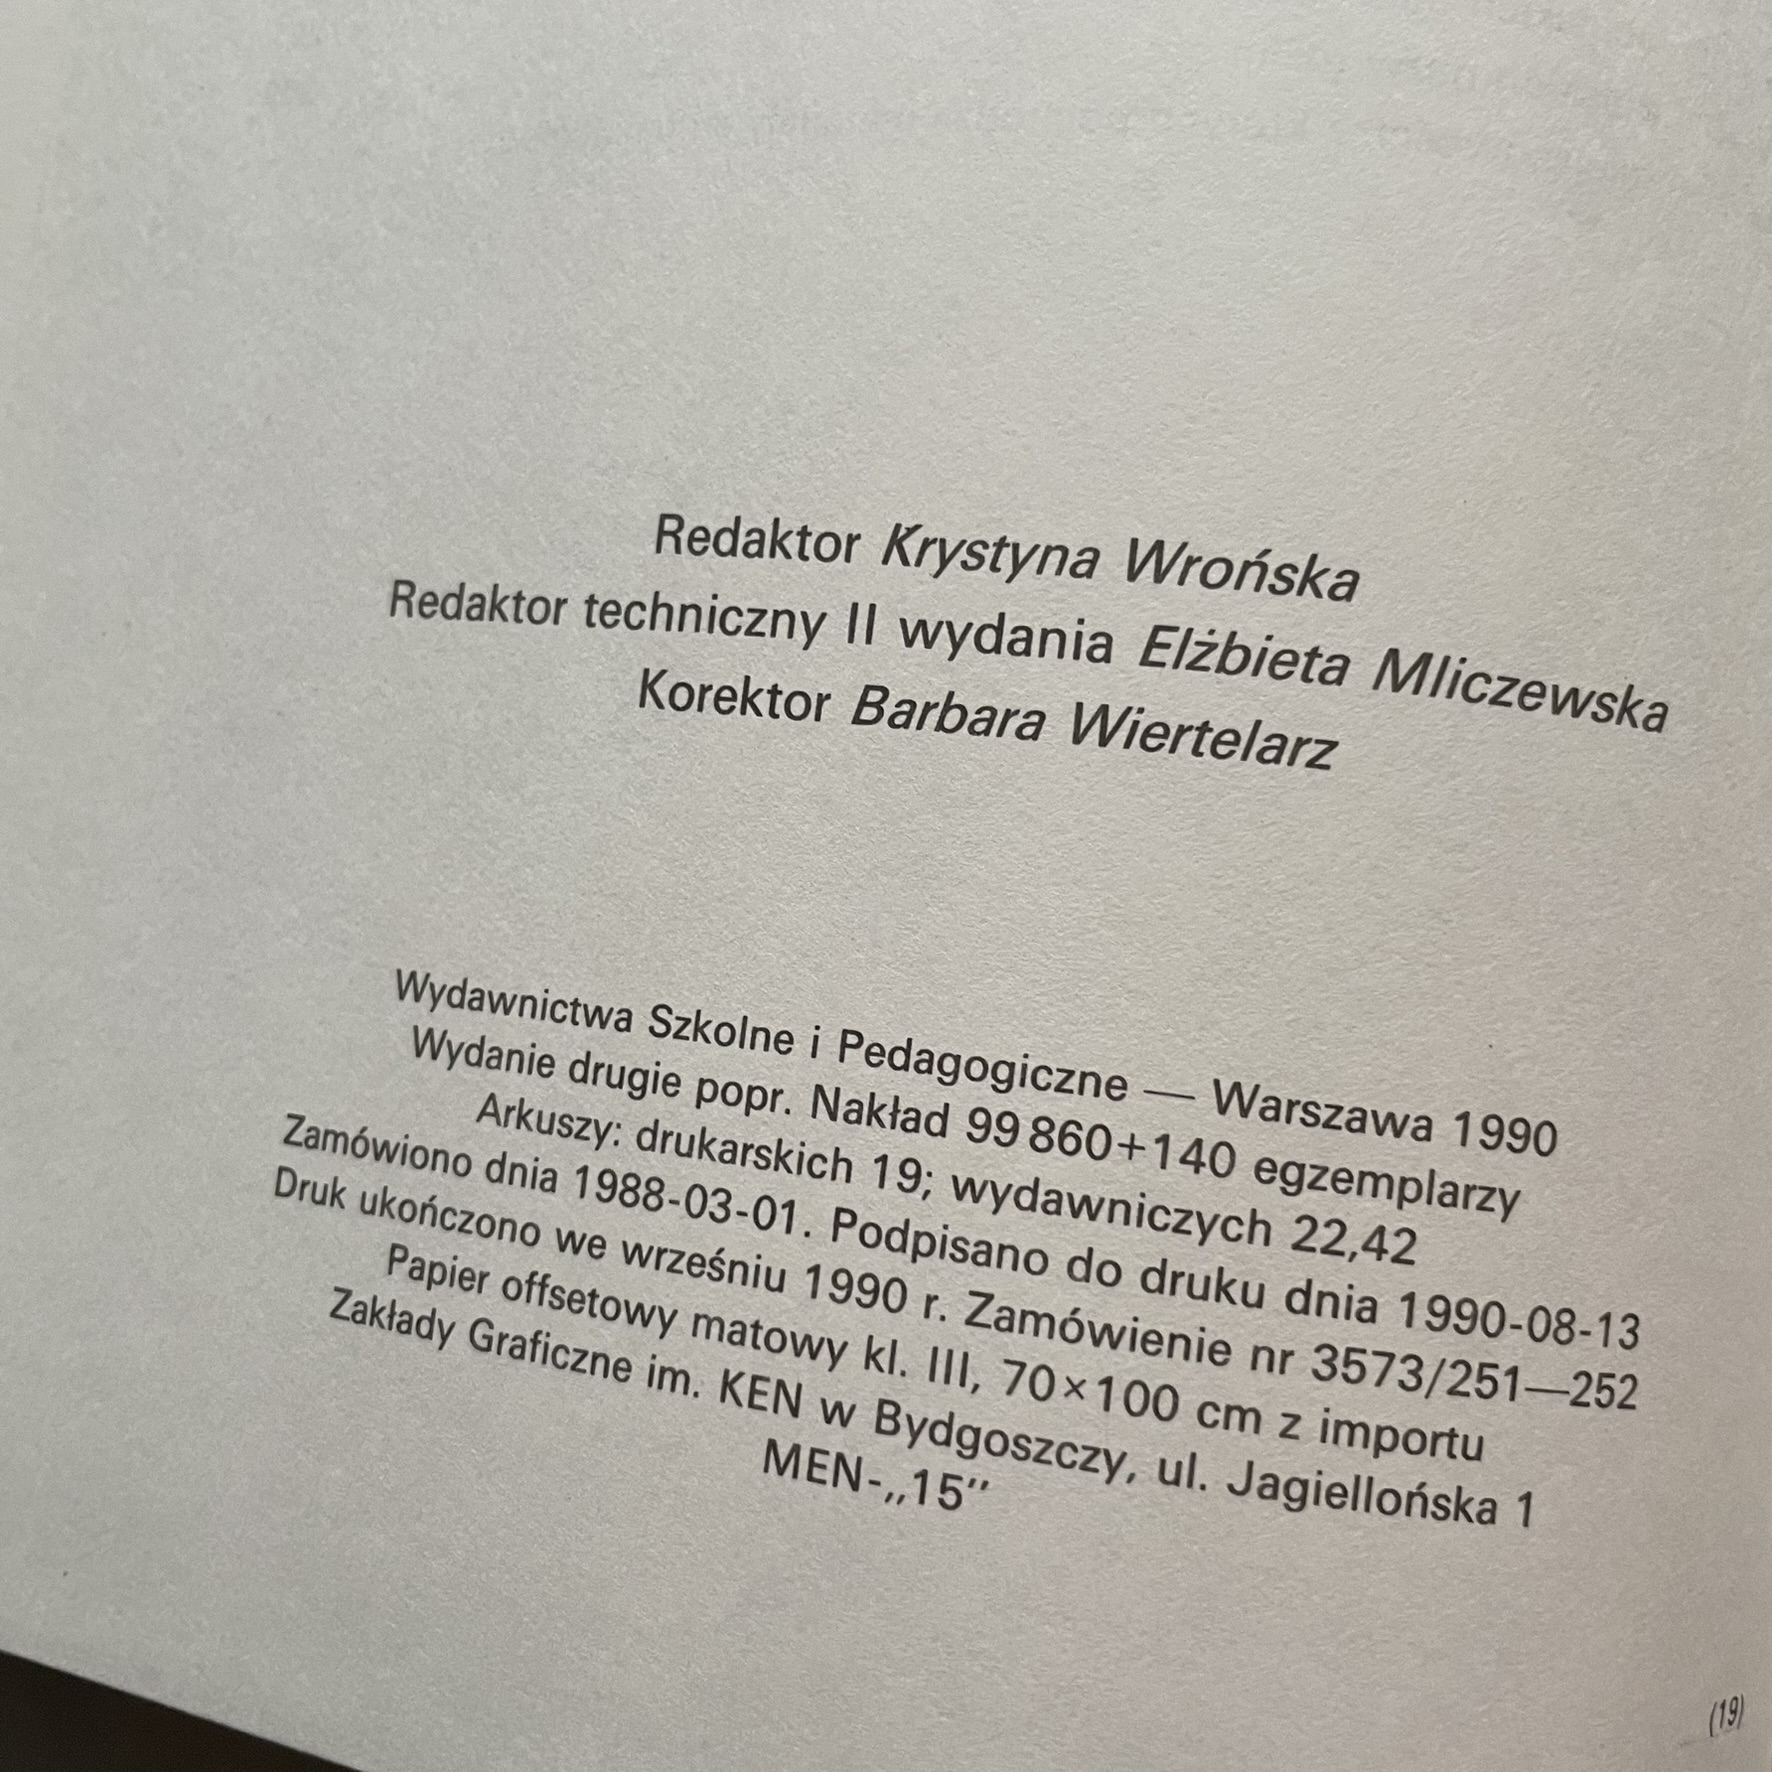 Redaktor Krystyna Wrońska
Redaktor techniczny II wydania Elżbieta Mliczewska
Korektor Barbara Wiertelarz
Wydawnictwa Szkolne i Pedagogiczne — Warszawa 1990
Wydanie drugie popr. Nakład 99 860+140 egzemplarzy
Arkuszy: drukarskich 19; wydawniczych 22,42
Zamówiono dnia 1988-03-01. Podpisano do druku dnia 1990-08-13
Druk ukończono we wrześniu 1990 r. Zamówienie nr 3573/251—252
Papier offsetowy matowy kl. III, 70×100 cm z importu
Zakłady Graficzne im. KEN w Bydgoszczy, ul. Jagiellońska 1
MEN-„15”
(19)